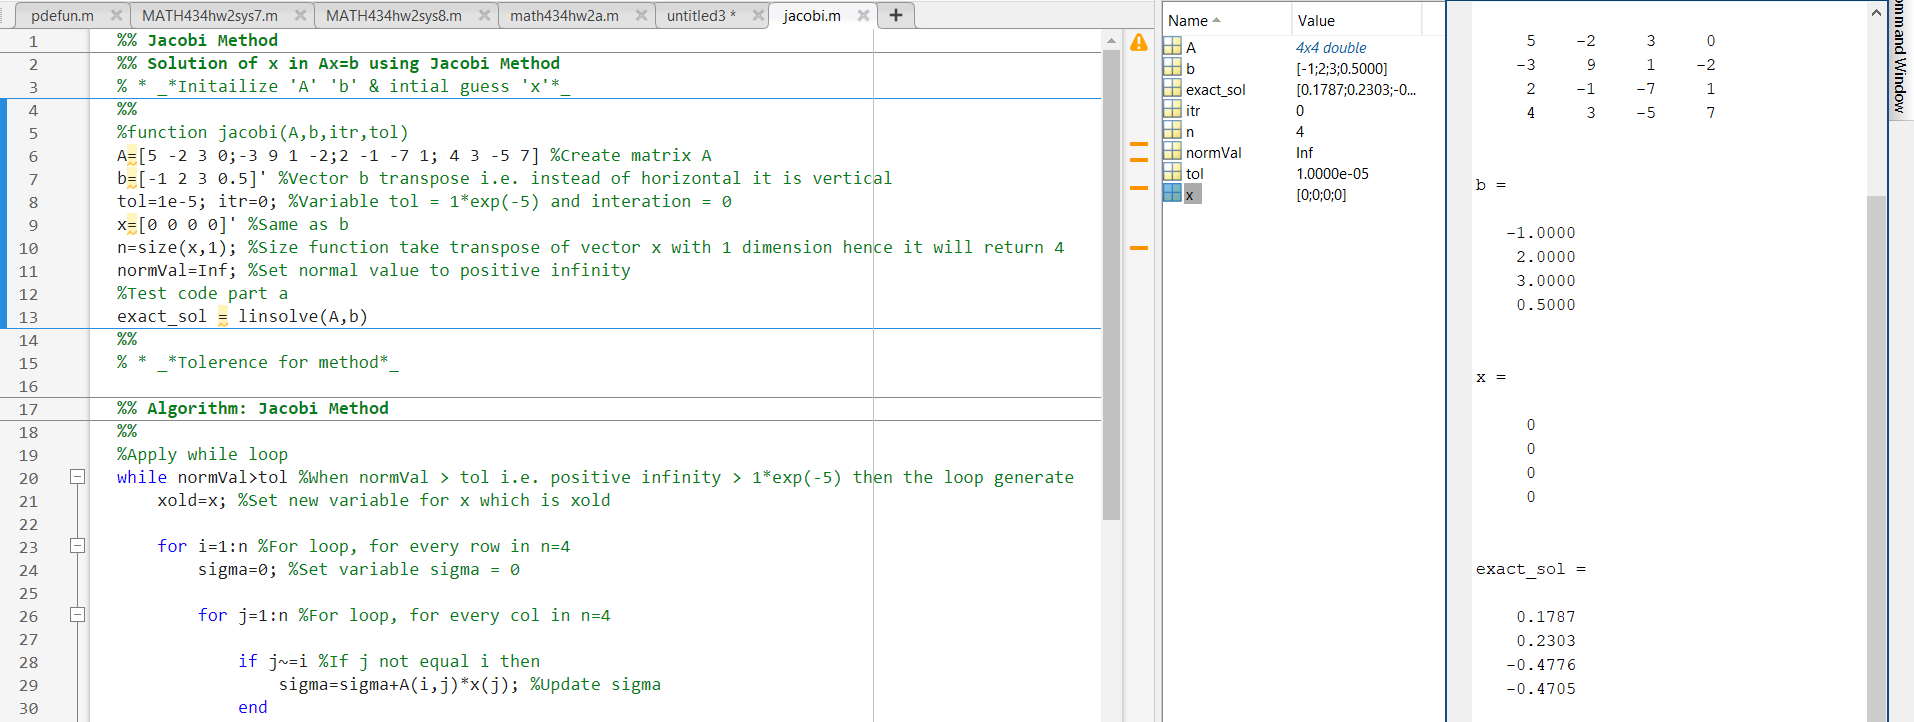 pdefun.m MATH434hw2sys7.m MATH434hw2sys8.m math434hw2a.m untitled3 * jacobi.m
1 %% Jacobi Method
2 %% Solution of x in Ax=b using Jacobi Method
3 % * _*Initailize 'A' 'b' & intial guess 'x'*_
4 %%
5 %function jacobi(A,b,itr,tol)
6 A=[5 -2 3 0;-3 9 1 -2;2 -1 -7 1; 4 3 -5 7] %Create matrix A
7 b=[-1 2 3 0.5]' %Vector b transpose i.e. instead of horizontal it is vertical
8 tol=1e-5; itr=0; %Variable tol = 1*exp(-5) and interation = 0
9 x=[0 0 0 0]' %Same as b
10 n=size(x,1); %Size function take transpose of vector x with 1 dimension hence it will return 4
11 normVal=Inf; %Set normal value to positive infinity
12 %Test code part a
13 exact_sol = linsolve(A,b)
14 %%
15 % * _*Tolerence for method*_
16
17 %% Algorithm: Jacobi Method
18 %%
19 %Apply while loop
20 while normVal>tol %When normVal > tol i.e. positive infinity > 1*exp(-5) then the loop generate
21 xold=x; %Set new variable for x which is xold
22
23 for i=1:n %For loop, for every row in n=4
24 sigma=0; %Set variable sigma = 0
25
26 for j=1:n %For loop, for every col in n=4
27
28 if j~=i %If j not equal i then
29 sigma=sigma+A(i,j)*x(j); %Update sigma
30 end
Name Value
A 4x4 double
b [-1;2;3;0.5000]
exact_sol [0.1787;0.2303;-0...
itr 0
n 4
normVal Inf
tol 1.0000e-05
x [0;0;0;0]
5 -2 3 0
-3 9 1 -2
2 -1 -7 1
4 3 -5 7
b =
-1.0000
2.0000
3.0000
0.5000
x =
0
0
0
0
exact_sol =
0.1787
0.2303
-0.4776
-0.4705
Window